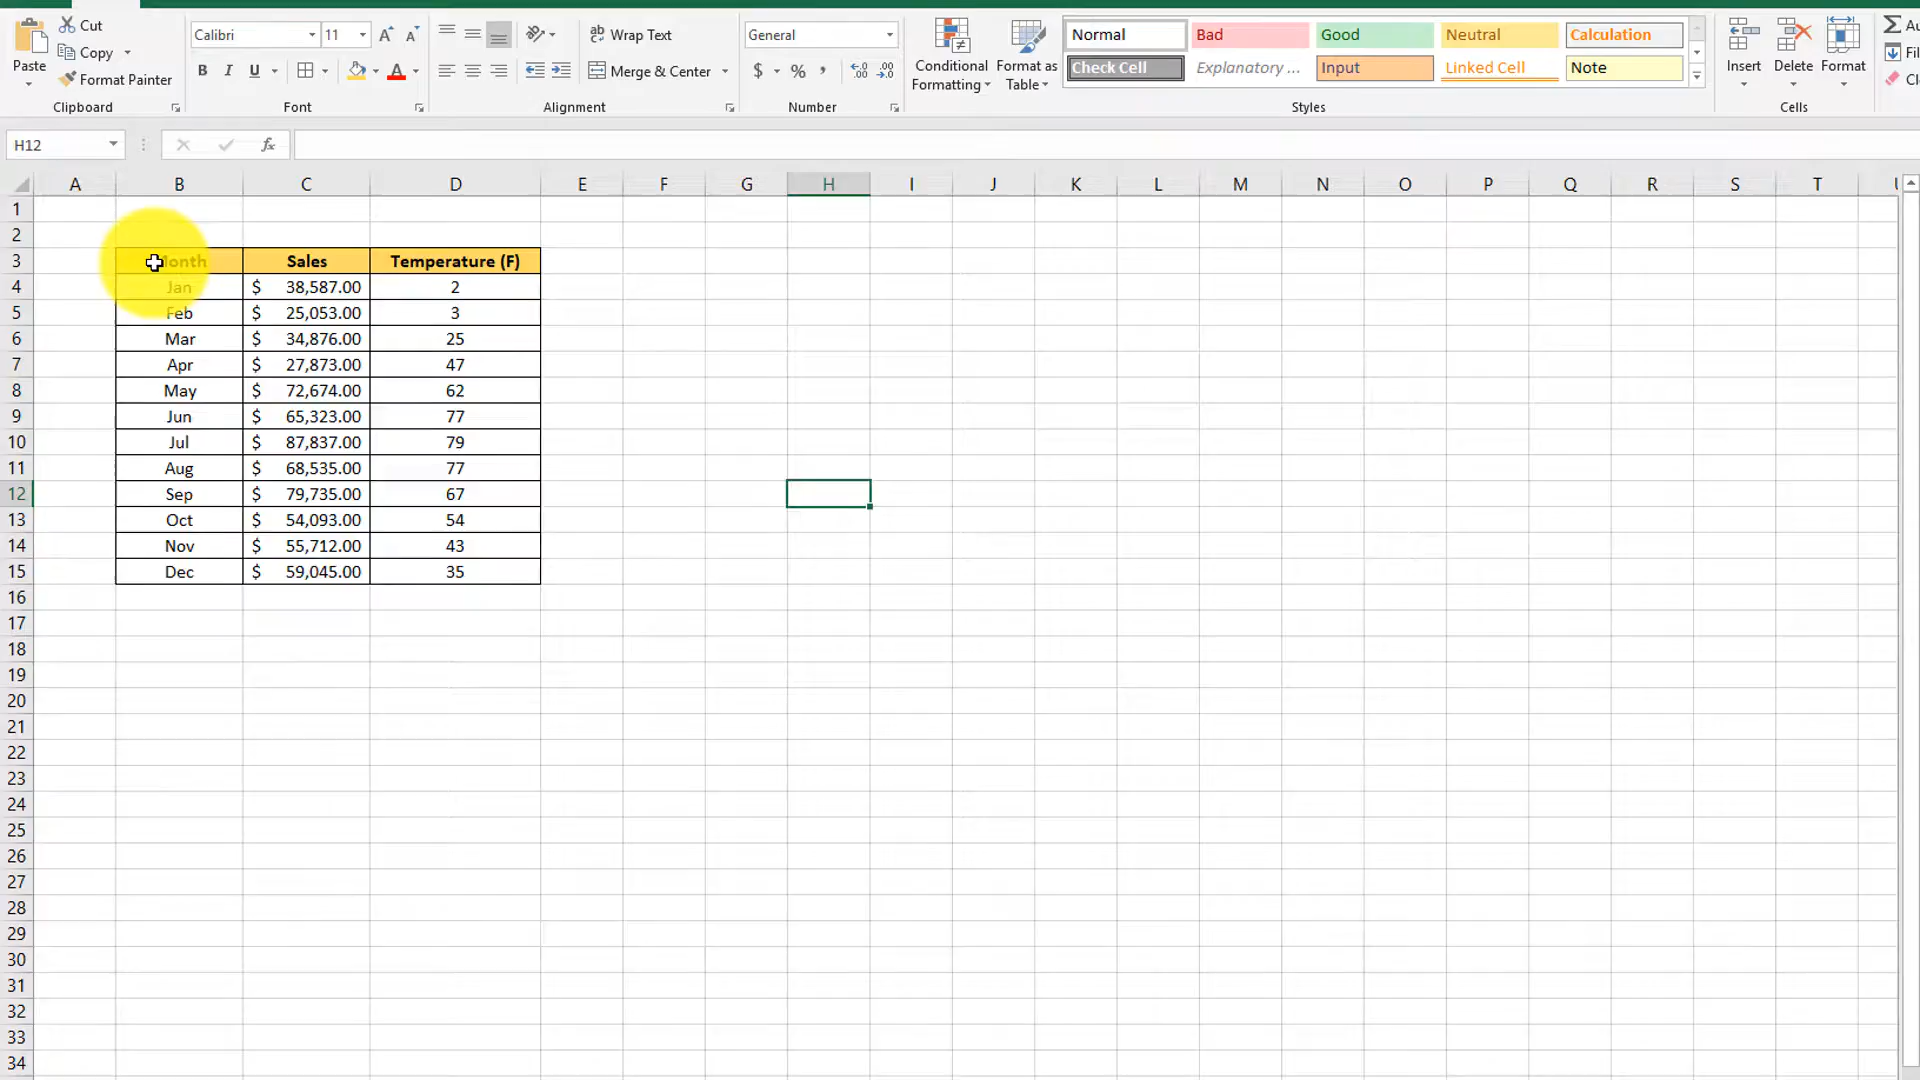 Cut
Copy
Format Painter
Paste
Clipboard
Calibri 11 A A
B I U A
Font
ab Wrap Text
Merge & Center
Alignment
General
$ % , .00 .00
Number
Conditional Formatting
Format as Table
Normal Bad Good Neutral Calculation
Check Cell Explanatory ... Input Linked Cell Note
Styles
Insert Delete Format
Cells
H12 fx
A B C D E F G H I J K L M N O P Q R S T
1
2
3 Month Sales Temperature (F)
4 Jan $ 38,587.00 2
5 Feb $ 25,053.00 3
6 Mar $ 34,876.00 25
7 Apr $ 27,873.00 47
8 May $ 72,674.00 62
9 Jun $ 65,323.00 77
10 Jul $ 87,837.00 79
11 Aug $ 68,535.00 77
12 Sep $ 79,735.00 67
13 Oct $ 54,093.00 54
14 Nov $ 55,712.00 43
15 Dec $ 59,045.00 35
16
17
18
19
20
21
22
23
24
25
26
27
28
29
30
31
32
33
34